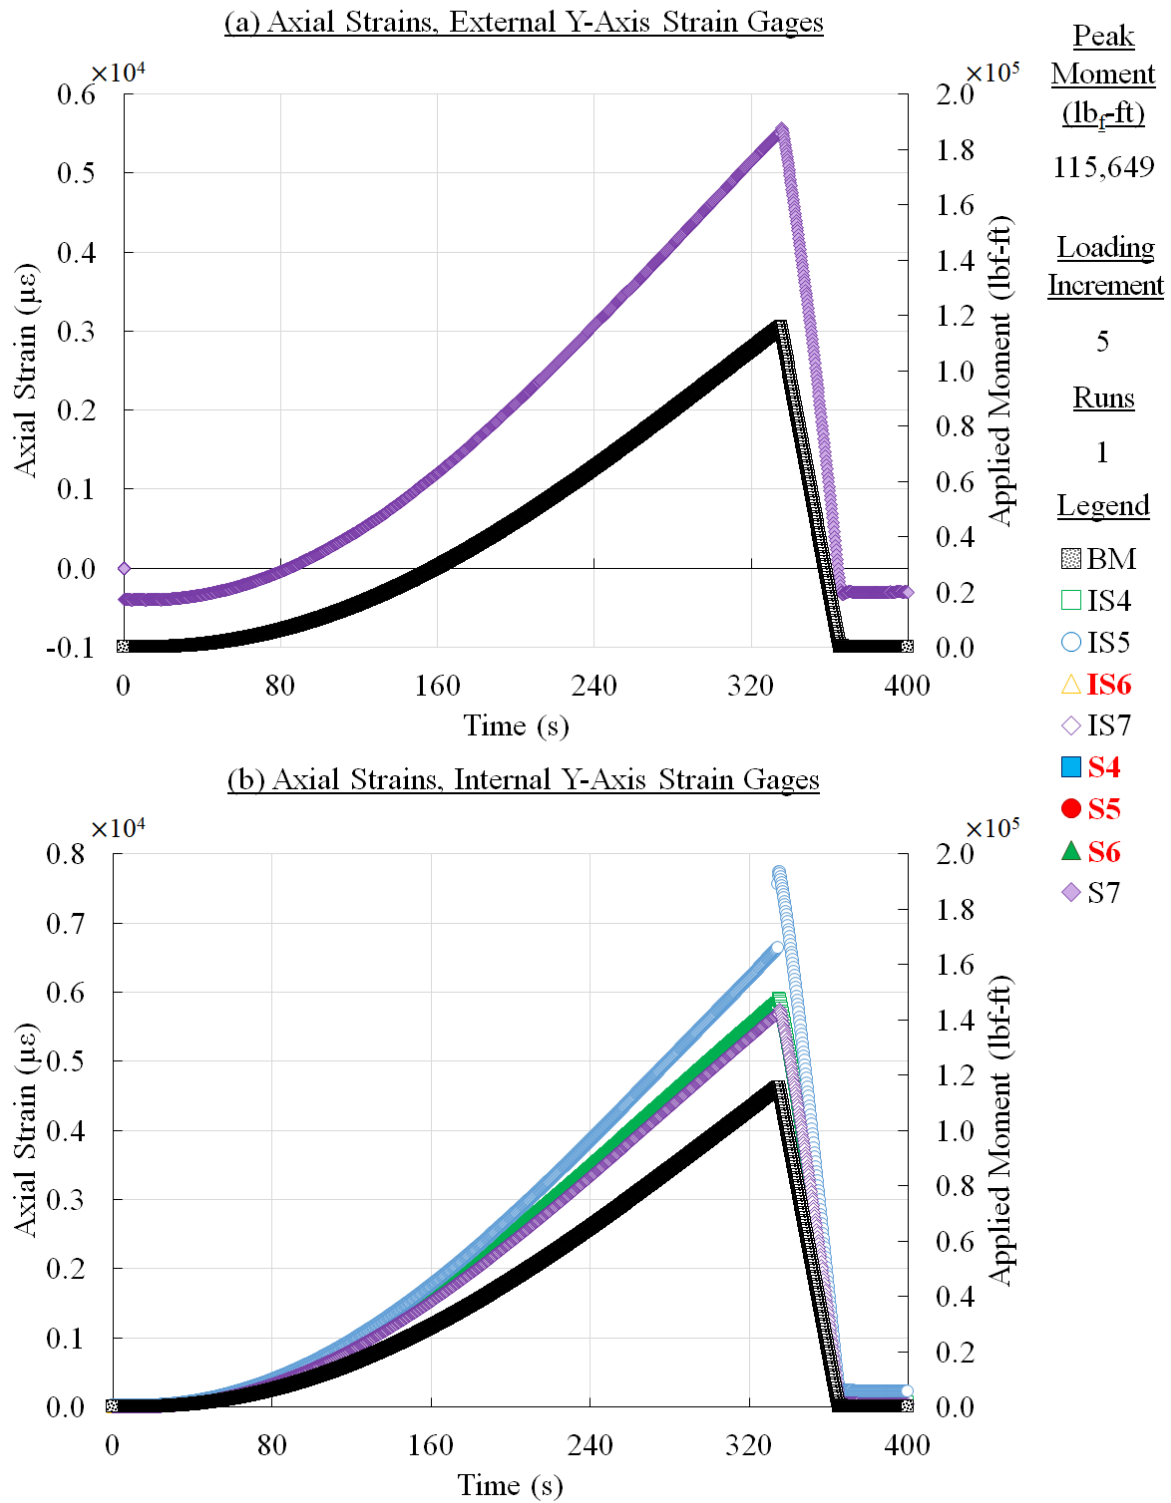 (a) Axial Strains, External Y-Axis Strain Gages
×10⁴
×10⁵
0.6
0.5
0.4
0.3
0.2
0.1
0.0
-0.1
Axial Strain (µε)
2.0
1.8
1.6
1.4
1.2
1.0
0.8
0.6
0.4
0.2
0.0
Applied Moment (lbf-ft)
0
80
160
240
320
400
Time (s)
(b) Axial Strains, Internal Y-Axis Strain Gages
×10⁴
×10⁵
0.8
0.7
0.6
0.5
0.4
0.3
0.2
0.1
0.0
Axial Strain (µε)
2.0
1.8
1.6
1.4
1.2
1.0
0.8
0.6
0.4
0.2
0.0
Applied Moment (lbf-ft)
0
80
160
240
320
400
Time (s)
Peak
Moment
(lbf-ft)
115,649
Loading
Increment
5
Runs
1
Legend
BM
IS4
IS5
IS6
IS7
S4
S5
S6
S7